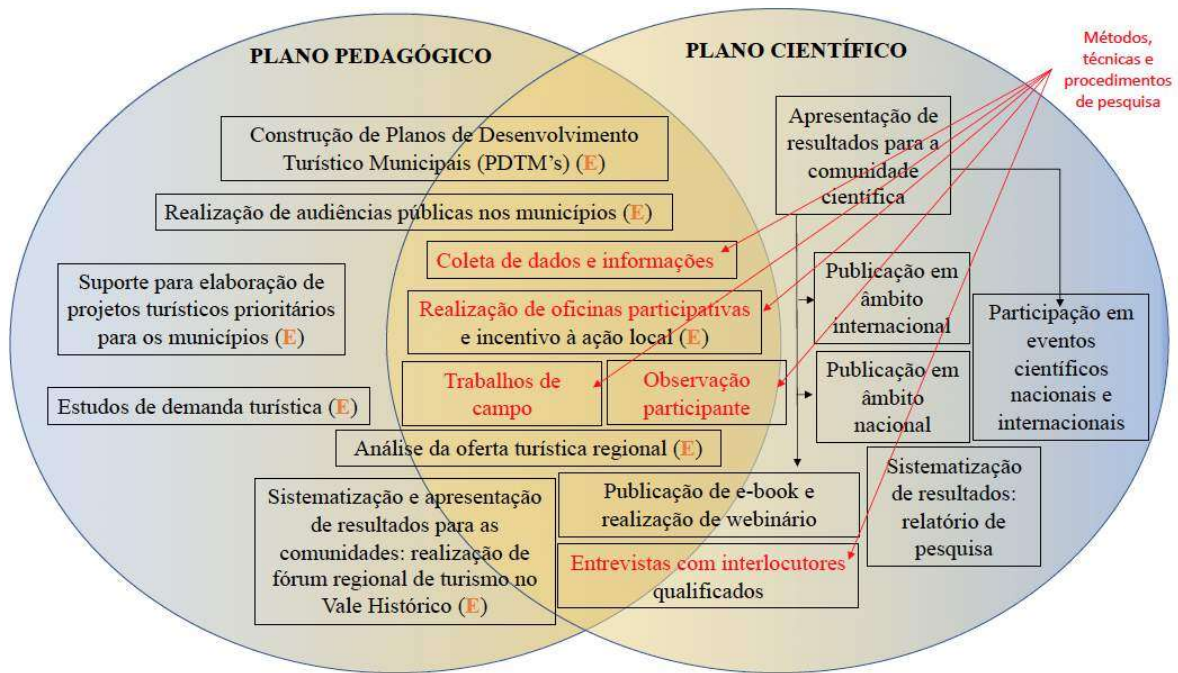 PLANO PEDAGÓGICO
PLANO CIENTÍFICO
Métodos,
técnicas e
procedimentos
de pesquisa
Construção de Planos de Desenvolvimento
Turístico Municipais (PDTM's) (E)
Realização de audiências públicas nos municípios (E)
Suporte para elaboração de
projetos turísticos prioritários
para os municípios (E)
Estudos de demanda turística (E)
Coleta de dados e informações
Realização de oficinas participativas
e incentivo à ação local (E)
Trabalhos de
campo
Observação
participante
Análise da oferta turística regional (E)
Sistematização e apresentação
de resultados para as
comunidades: realização de
fórum regional de turismo no
Vale Histórico (E)
Publicação de e-book e
realização de webinário
Entrevistas com interlocutores
qualificados
Apresentação de
resultados para a
comunidade
científica
Publicação em
âmbito
internacional
Publicação em
âmbito
nacional
Participação em
eventos
científicos
nacionais e
internacionais
Sistematização
de resultados:
relatório de
pesquisa